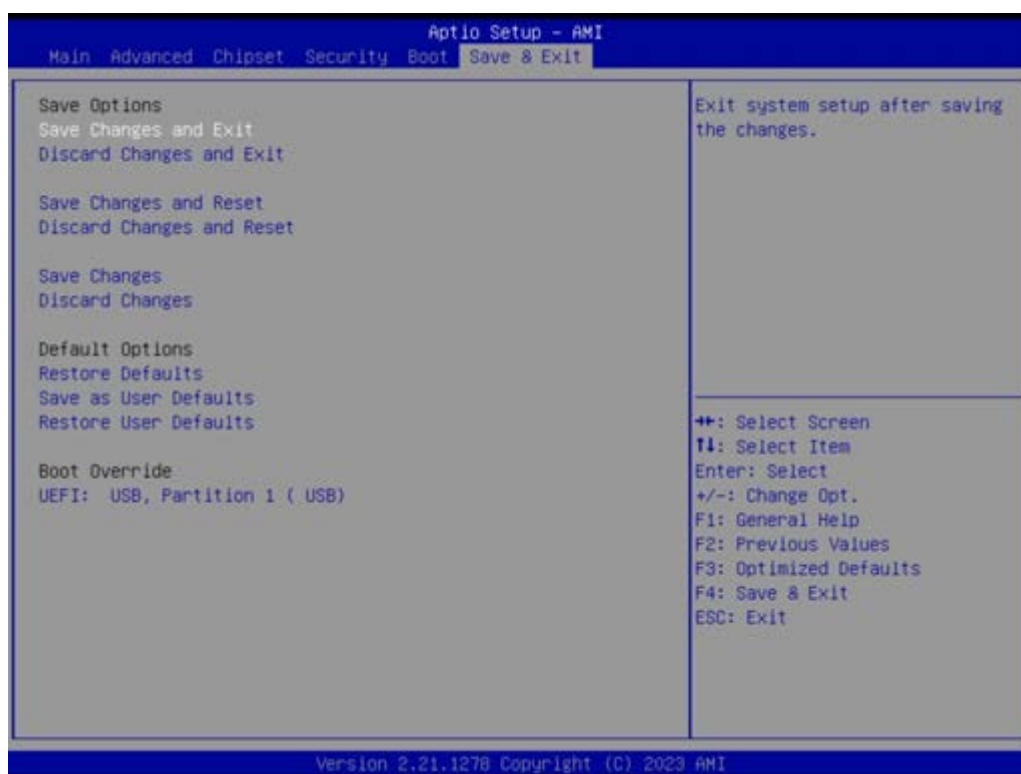 Aptio Setup - AMI
Main Advanced Chipset Security Boot Save & Exit
Save Options
Save Changes and Exit
Discard Changes and Exit
Save Changes and Reset
Discard Changes and Reset
Save Changes
Discard Changes
Default Options
Restore Defaults
Save as User Defaults
Restore User Defaults
Boot Override
UEFI: USB, Partition 1 ( USB)
Exit system setup after saving
the changes.
→←: Select Screen
↑↓: Select Item
Enter: Select
+/-: Change Opt.
F1: General Help
F2: Previous Values
F3: Optimized Defaults
F4: Save & Exit
ESC: Exit
Version 2.21.1278 Copyright (C) 2023 AMI